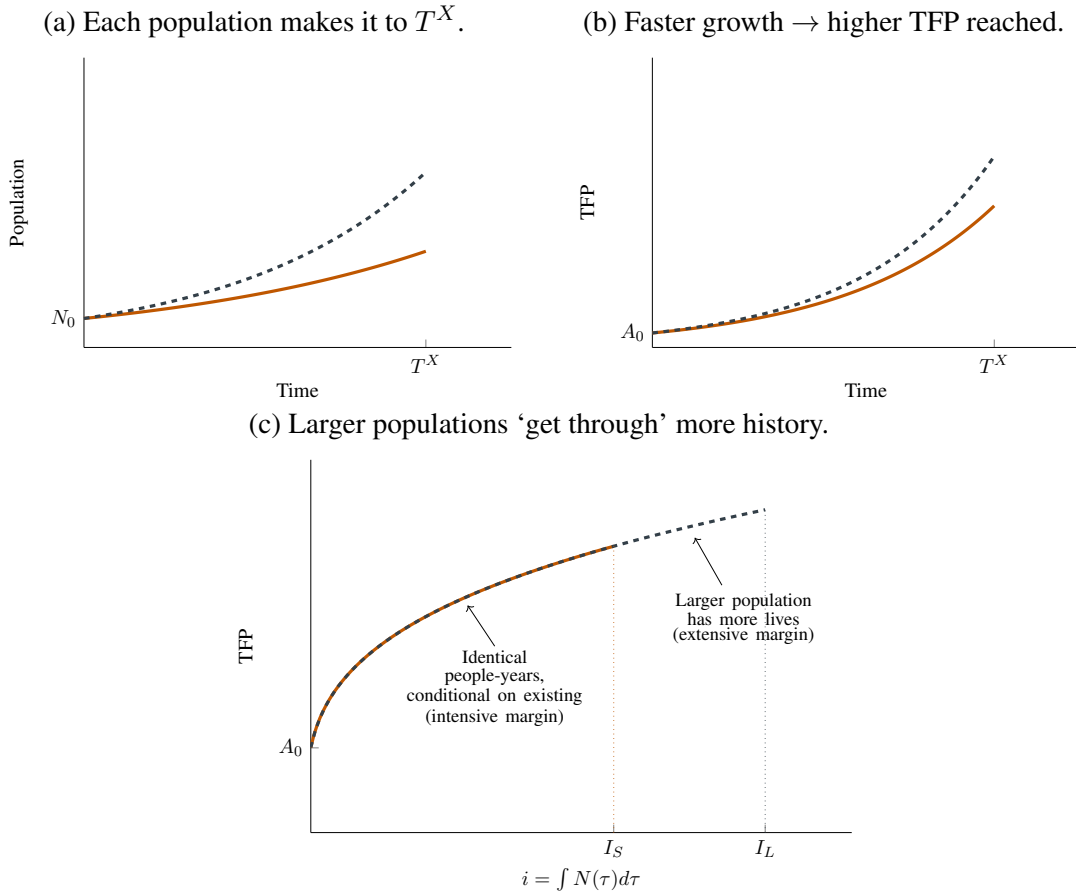 (a) Each population makes it to T^X.
(b) Faster growth → higher TFP reached.
Population
N_0
T^X
Time
TFP
A_0
T^X
Time
(c) Larger populations ‘get through’ more history.
TFP
A_0
Identical
people-years,
conditional on existing
(intensive margin)
Larger population
has more lives
(extensive margin)
I_S
I_L
i = ∫ N(τ)dτ